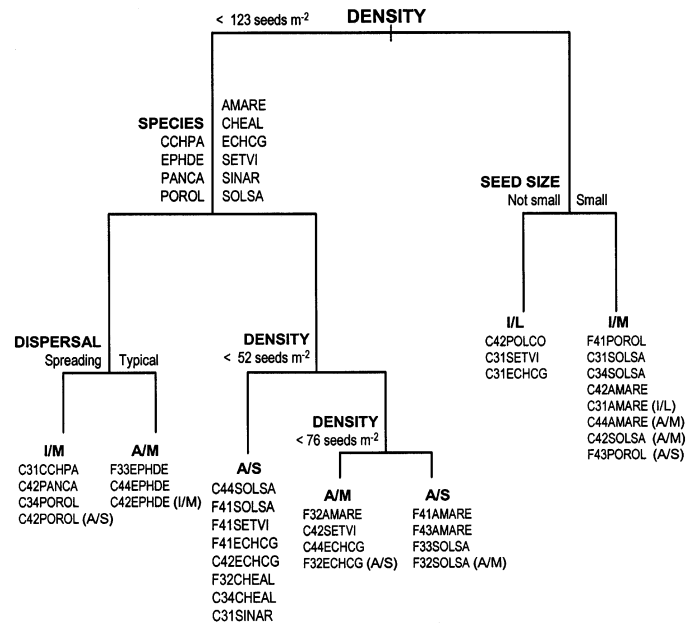 DENSITY
< 123 seeds m-2
SPECIES
CCHPA
EPHDE
PANCA
POROL
AMARE
CHEAL
ECHCG
SETVI
SINAR
SOLSA
SEED SIZE
Not small
Small
DISPERSAL
Spreading
Typical
DENSITY
< 52 seeds m-2
DENSITY
< 76 seeds m-2
I/M
C31CCHPA
C42PANCA
C34POROL
C42POROL (A/S)
A/M
F33EPHDE
C44EPHDE
C42EPHDE (I/M)
A/S
C44SOLSA
F41SOLSA
F41SETVI
F41ECHCG
C42ECHCG
F32CHEAL
C34CHEAL
C31SINAR
A/M
F32AMARE
C42SETVI
C44ECHCG
F32ECHCG (A/S)
A/S
F41AMARE
F43AMARE
F33SOLSA
F32SOLSA (A/M)
I/L
C42POLCO
C31SETVI
C31ECHCG
I/M
F41POROL
C31SOLSA
C34SOLSA
C42AMARE
C31AMARE (I/L)
C44AMARE (A/M)
C42SOLSA (A/M)
F43POROL (A/S)